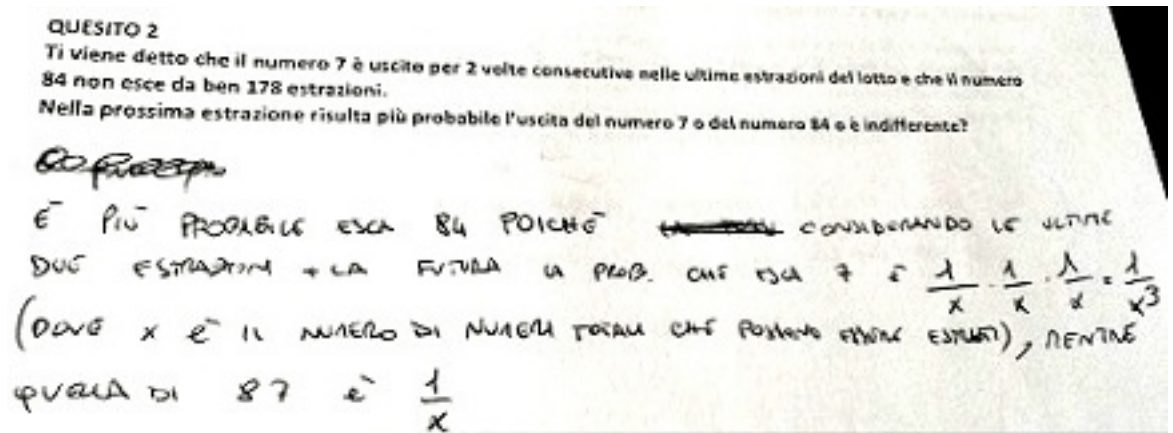 QUESITO 2
Ti viene detto che il numero 7 è uscito per 2 volte consecutive nelle ultime estrazioni del lotto e che il numero
84 non esce da ben 178 estrazioni.
Nella prossima estrazione risulta più probabile l'uscita del numero 7 o del numero 84 o è indifferente?
È PIÙ PROBABILE ESCA 84 POICHÈ CONSIDERANDO LE ULTIME
DUE ESTRAZIONI + LA FUTURA LA PROB. CHE ESCA 7 È 1/x · 1/x · 1/x = 1/x³
(DOVE x È IL NUMERO DI NUMERI TOTALI CHE POSSONO ESSERE ESTRATTI), MENTRE
QUELLA DI 87 È 1/x